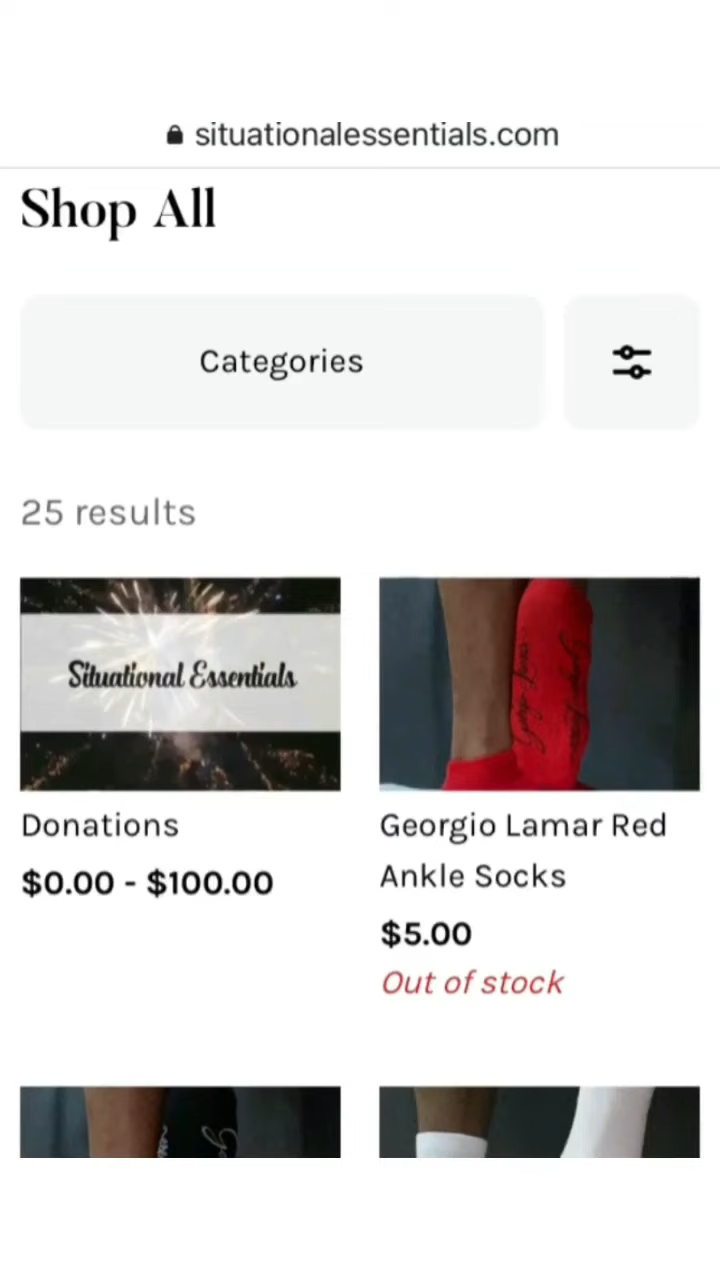 situationalessentials.com
Shop All
Categories
25 results
Situational Essentials
Donations
$0.00 - $100.00
Georgio Lamar Red
Ankle Socks
$5.00
Out of stock